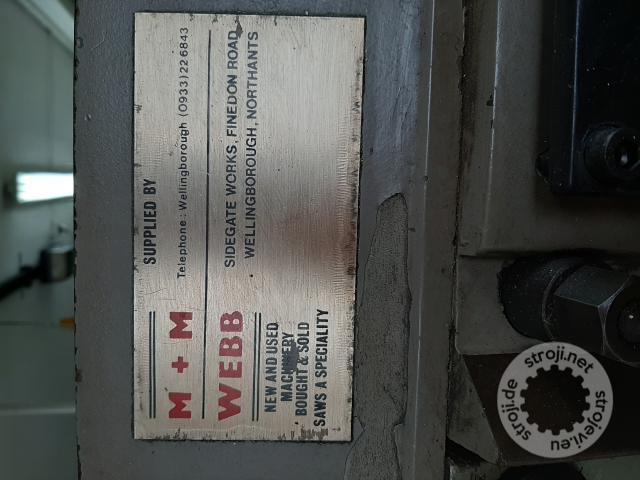 SUPPLIED BY
M + M
Telephone: Wellingborough (0933) 226843
WEBB
SIDEGATE WORKS, FINEDON ROAD,
WELLINGBOROUGH, NORTHANTS
NEW AND USED
MACHINERY
BOUGHT & SOLD
SAWS A SPECIALITY
stroji.net
stroji.de
strojevi.eu